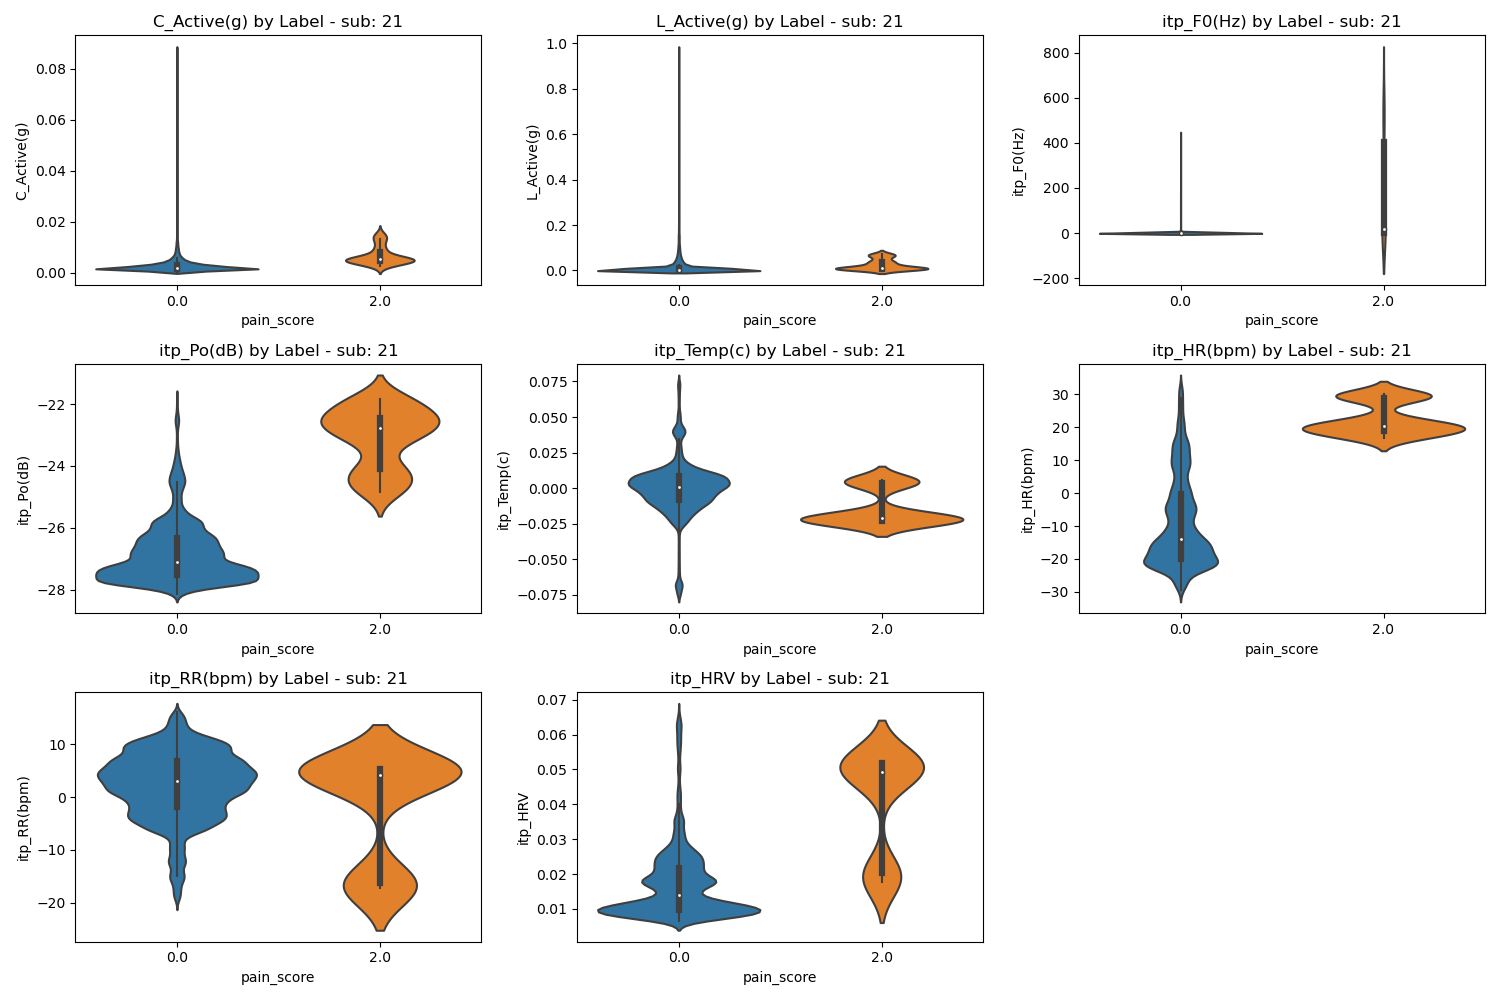 C_Active(g) by Label - sub: 21
C_Active(g)
0.08
0.06
0.04
0.02
0.00
0.0 2.0
pain_score
L_Active(g) by Label - sub: 21
L_Active(g)
1.0
0.8
0.6
0.4
0.2
0.0
0.0 2.0
pain_score
itp_F0(Hz) by Label - sub: 21
itp_F0(Hz)
800
600
400
200
0
−200
0.0 2.0
pain_score
itp_Po(dB) by Label - sub: 21
itp_Po(dB)
−22
−24
−26
−28
0.0 2.0
pain_score
itp_Temp(c) by Label - sub: 21
itp_Temp(c)
0.075
0.050
0.025
0.000
−0.025
−0.050
−0.075
0.0 2.0
pain_score
itp_HR(bpm) by Label - sub: 21
itp_HR(bpm)
30
20
10
0
−10
−20
−30
0.0 2.0
pain_score
itp_RR(bpm) by Label - sub: 21
itp_RR(bpm)
10
0
−10
−20
0.0 2.0
pain_score
itp_HRV by Label - sub: 21
itp_HRV
0.07
0.06
0.05
0.04
0.03
0.02
0.01
0.0 2.0
pain_score